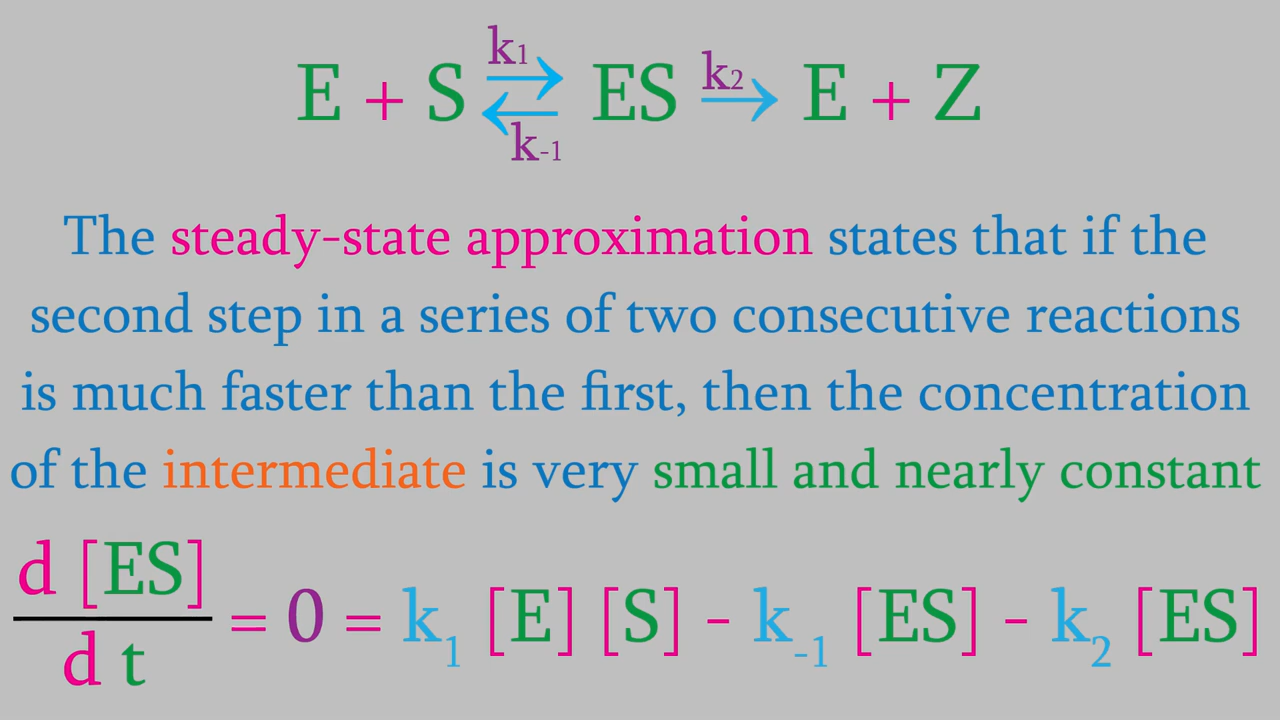 E + S ⇄ ES → E + Z
k₁ k₂
k₋₁
The steady-state approximation states that if the
second step in a series of two consecutive reactions
is much faster than the first, then the concentration
of the intermediate is very small and nearly constant
d [ES]
= 0 = k₁ [E] [S] - k₋₁ [ES] - k₂ [ES]
d t